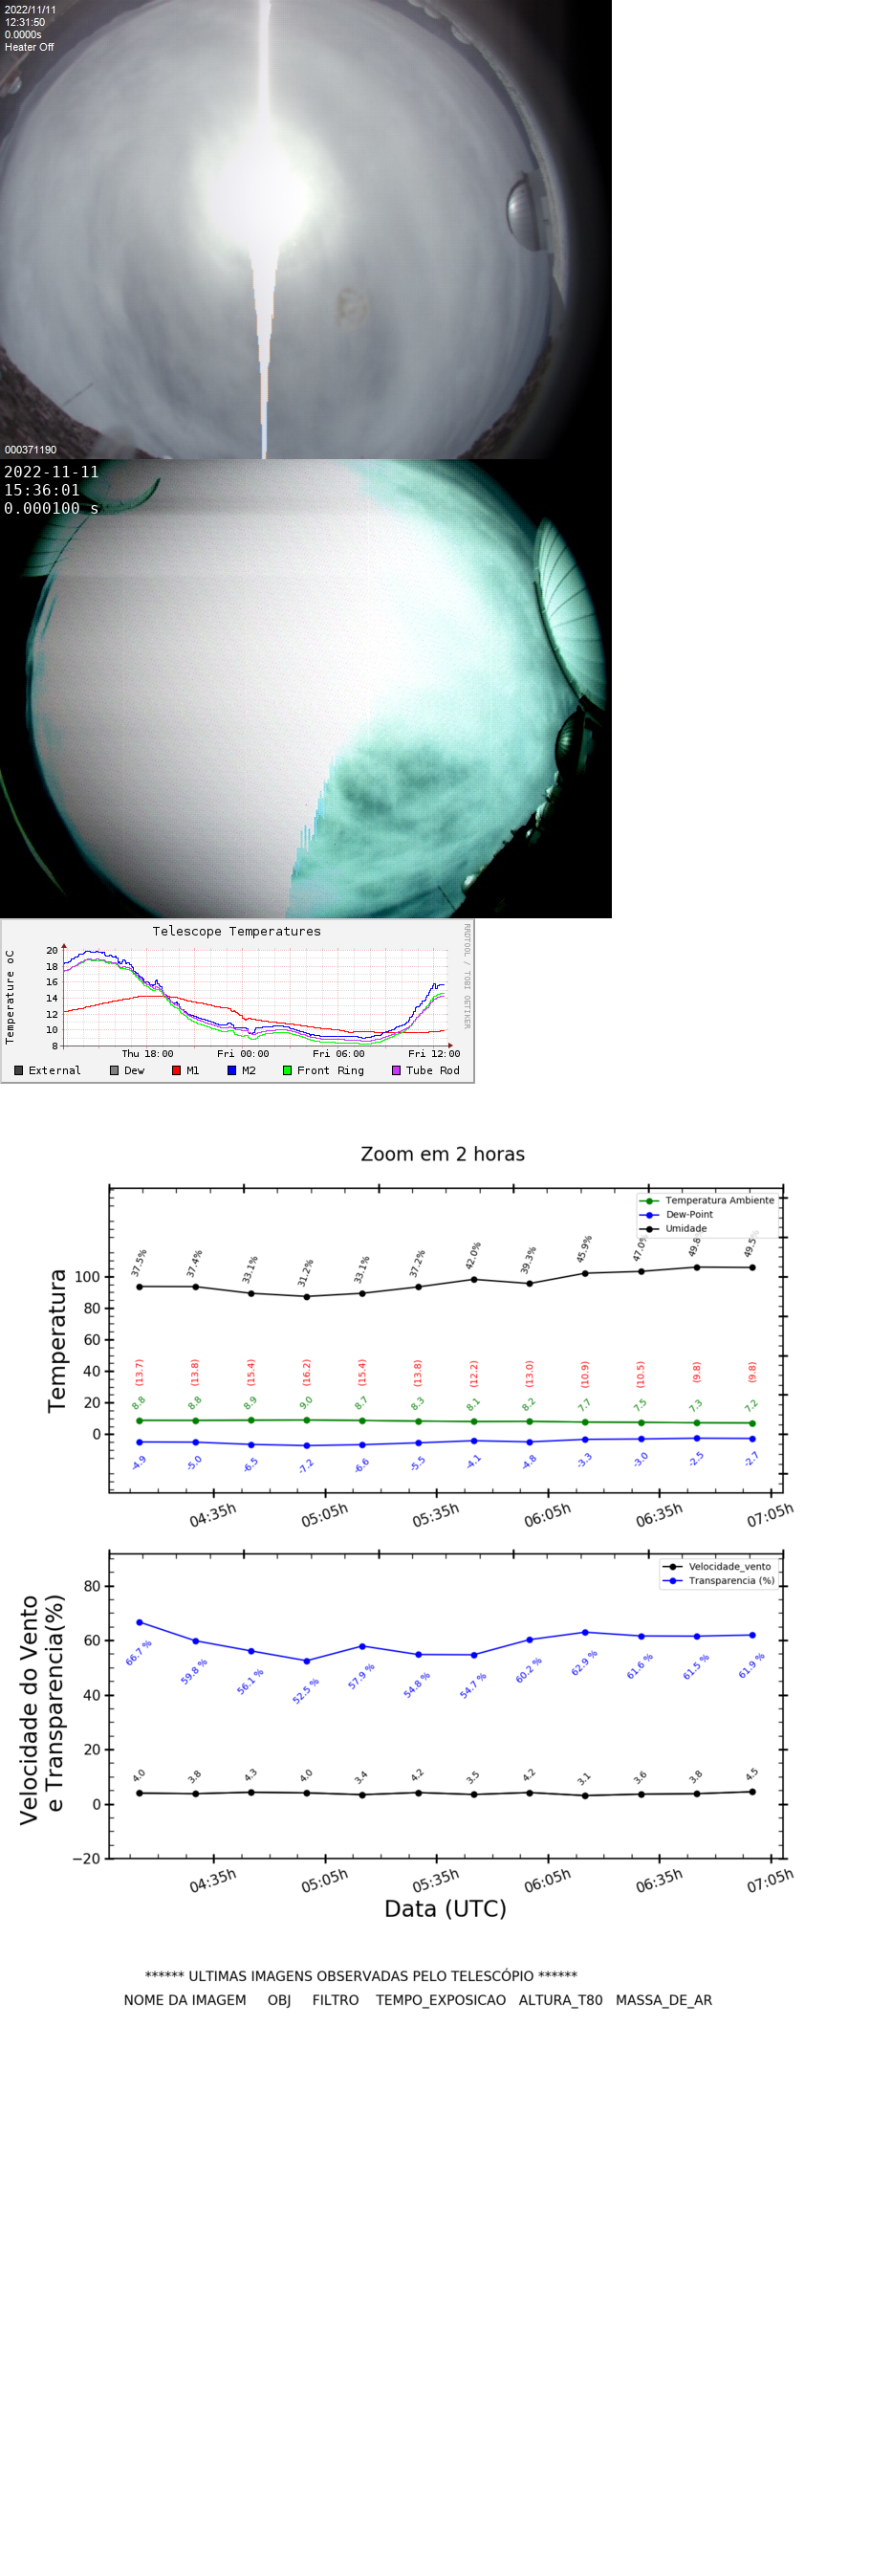 2022/11/11
12:31:50
0.0000s
Heater Off
000371190
2022-11-11
15:36:01
0.000100 s
Telescope Temperatures
RRDTOOL / TOBI OETIKER
Temperature oC
20
18
16
14
12
10
8
Thu 18:00 Fri 00:00 Fri 06:00 Fri 12:00
External Dew M1 M2 Front Ring Tube Rod
Zoom em 2 horas
Temperatura Ambiente
Dew-Point
Umidade
Temperatura
37.5% 37.4% 33.1% 31.2% 33.1% 37.2% 42.0% 39.3% 45.9% 47.0% 49.8% 49.5%
100
80
60
40
20
0
(13.7) (13.8) (15.4) (16.2) (15.4) (13.8) (12.2) (13.0) (10.9) (10.5) (9.8) (9.8)
8.8 8.8 8.9 9.0 8.7 8.3 8.1 8.2 7.7 7.5 7.3 7.2
-4.9 -5.0 -6.5 -7.2 -6.6 -5.5 -4.1 -4.8 -3.3 -3.0 -2.5 -2.7
04:35h 05:05h 05:35h 06:05h 06:35h 07:05h
Velocidade_vento
Transparencia (%)
Velocidade do Vento
e Transparencia(%)
80
60
40
20
0
−20
66.7 % 59.8 % 56.1 % 52.5 % 57.9 % 54.8 % 54.7 % 60.2 % 62.9 % 61.6 % 61.5 % 61.9 %
4.0 3.8 4.3 4.0 3.4 4.2 3.5 4.2 3.1 3.6 3.8 4.5
04:35h 05:05h 05:35h 06:05h 06:35h 07:05h
Data (UTC)
****** ULTIMAS IMAGENS OBSERVADAS PELO TELESCÓPIO ******
NOME DA IMAGEM OBJ FILTRO TEMPO_EXPOSICAO ALTURA_T80 MASSA_DE_AR